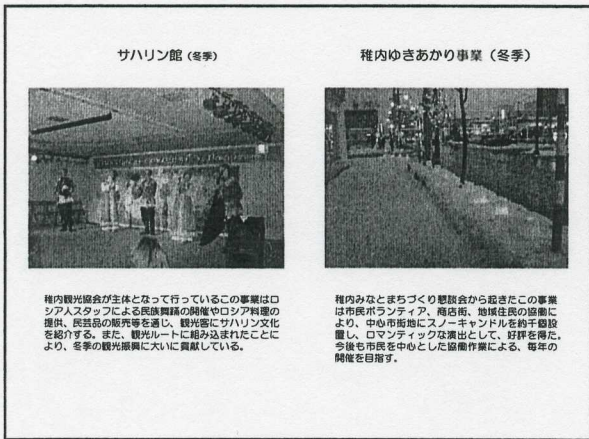 サハリン館(冬季)
稚内観光協会が主体となって行っているこの事業はロ
シア人スタッフによる民族舞踊の開催やロシア料理の
提供、民芸品の販売等を通じ、観光客にサハリン文化
を紹介する。また、観光ルートに組み込まれたことに
より、冬季の観光振興に大いに貢献している。
稚内ゆきあかり事業(冬季)
稚内みなとまちづくり懇談会から起きたこの事業
は市民ボランティア、商店街、地域住民の協働に
より、中心市街地にスノーキャンドルを約千個設
置し、ロマンティックな演出として、好評を得た。
今後も市民を中心とした協働作業による、毎年の
開催を目指す。